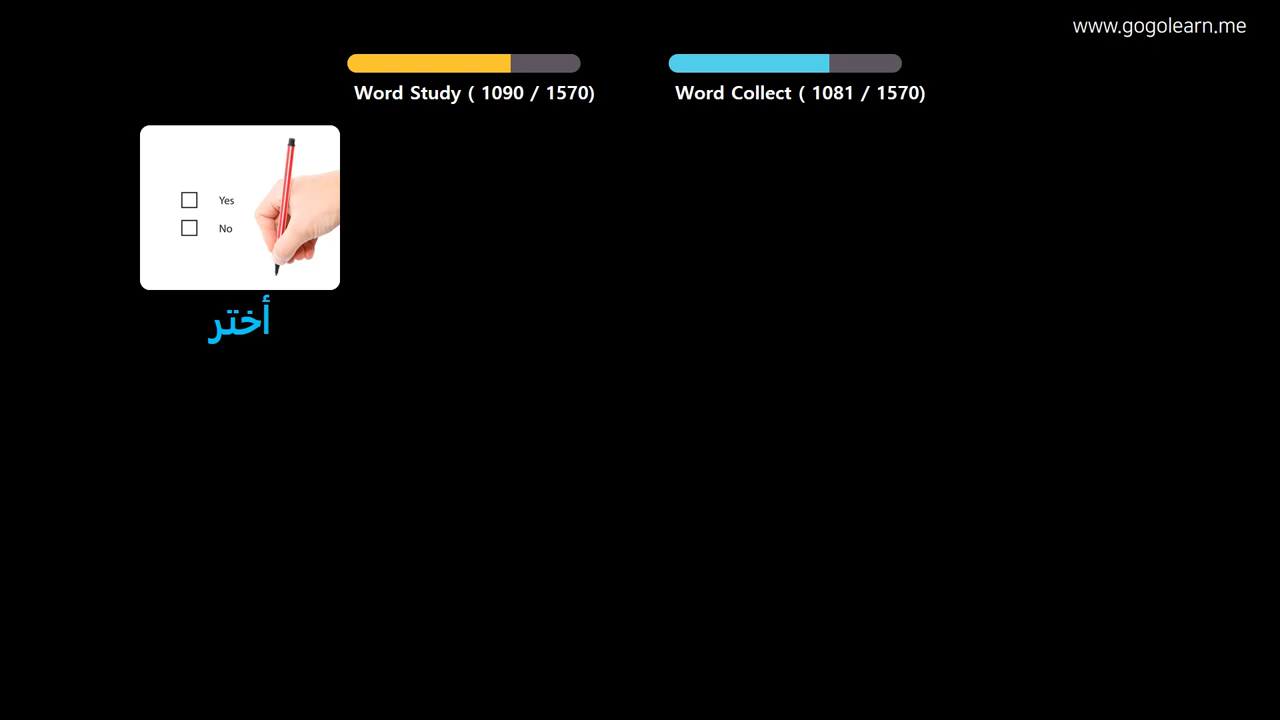 www.gogolearn.me
Word Study ( 1090 / 1570)
Word Collect ( 1081 / 1570)
Yes
No
أختر